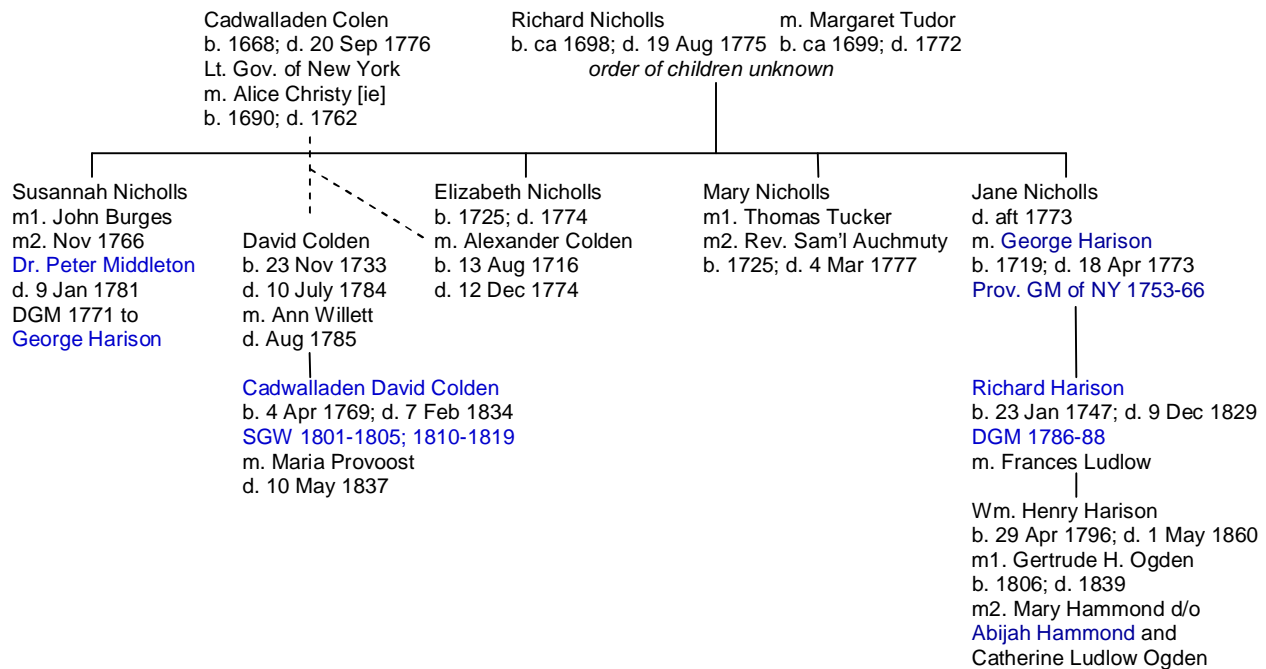 Cadwalladen Colen
b. 1668; d. 20 Sep 1776
Lt. Gov. of New York
m. Alice Christy [ie]
b. 1690; d. 1762
Richard Nicholls
b. ca 1698; d. 19 Aug 1775
m. Margaret Tudor
b. ca 1699; d. 1772
order of children unknown
Susannah Nicholls
m1. John Burges
m2. Nov 1766
Dr. Peter Middleton
d. 9 Jan 1781
DGM 1771 to
George Harison
David Colden
b. 23 Nov 1733
d. 10 July 1784
m. Ann Willett
d. Aug 1785
Cadwalladen David Colden
b. 4 Apr 1769; d. 7 Feb 1834
SGW 1801-1805; 1810-1819
m. Maria Provoost
d. 10 May 1837
Elizabeth Nicholls
b. 1725; d. 1774
m. Alexander Colden
b. 13 Aug 1716
d. 12 Dec 1774
Mary Nicholls
m1. Thomas Tucker
m2. Rev. Sam'l Auchmuty
b. 1725; d. 4 Mar 1777
Jane Nicholls
d. aft 1773
m. George Harison
b. 1719; d. 18 Apr 1773
Prov. GM of NY 1753-66
Richard Harison
b. 23 Jan 1747; d. 9 Dec 1829
DGM 1786-88
m. Frances Ludlow
Wm. Henry Harison
b. 29 Apr 1796; d. 1 May 1860
m1. Gertrude H. Ogden
b. 1806; d. 1839
m2. Mary Hammond d/o
Abijah Hammond and
Catherine Ludlow Ogden